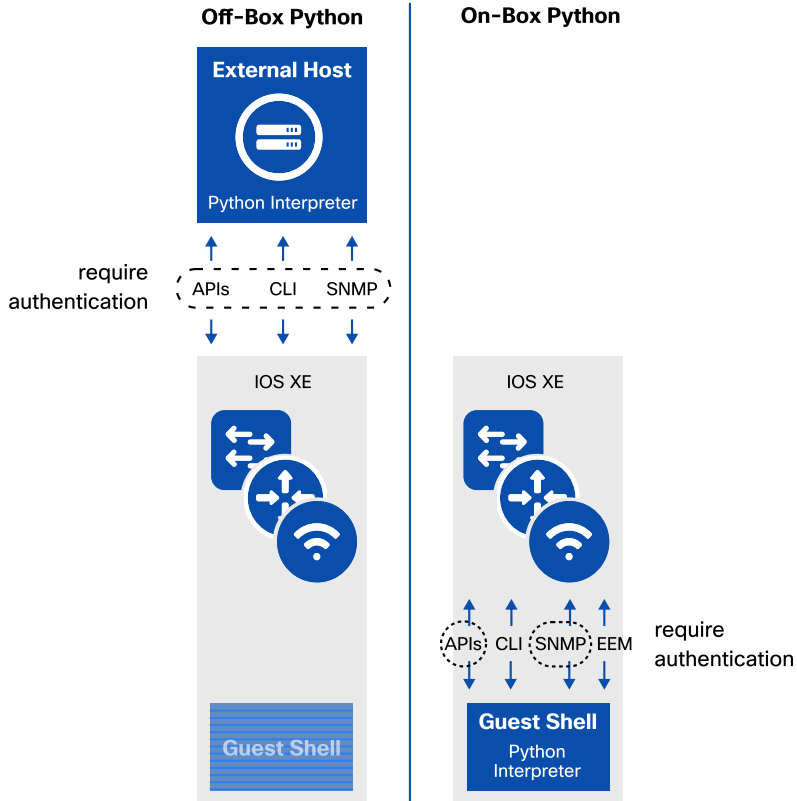 Off-Box Python
External Host
Python Interpreter
require
authentication
APIs CLI SNMP
IOS XE
Guest Shell
On-Box Python
IOS XE
APIs CLI SNMP EEM
require
authentication
Guest Shell
Python
Interpreter